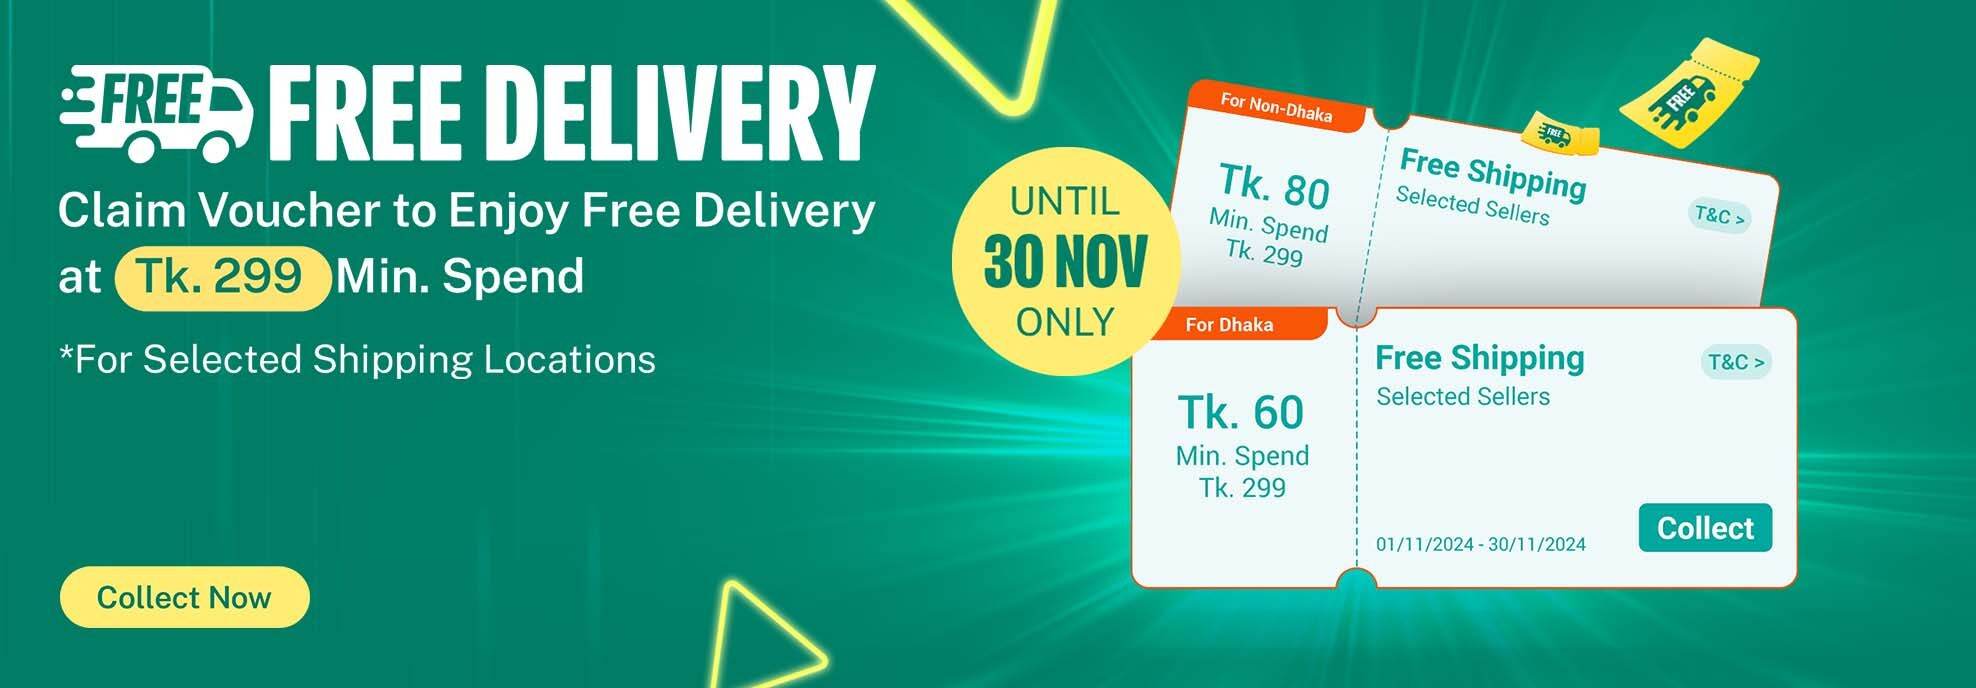 FREE
FREE DELIVERY
Claim Voucher to Enjoy Free Delivery
at Tk. 299 Min. Spend
*For Selected Shipping Locations
Collect Now
UNTIL
30 NOV
ONLY
For Non-Dhaka
Tk. 80
Min. Spend
Tk. 299
Free Shipping
Selected Sellers
T&C >
FREE
FREE
For Dhaka
Tk. 60
Min. Spend
Tk. 299
Free Shipping
Selected Sellers
T&C >
01/11/2024 - 30/11/2024
Collect